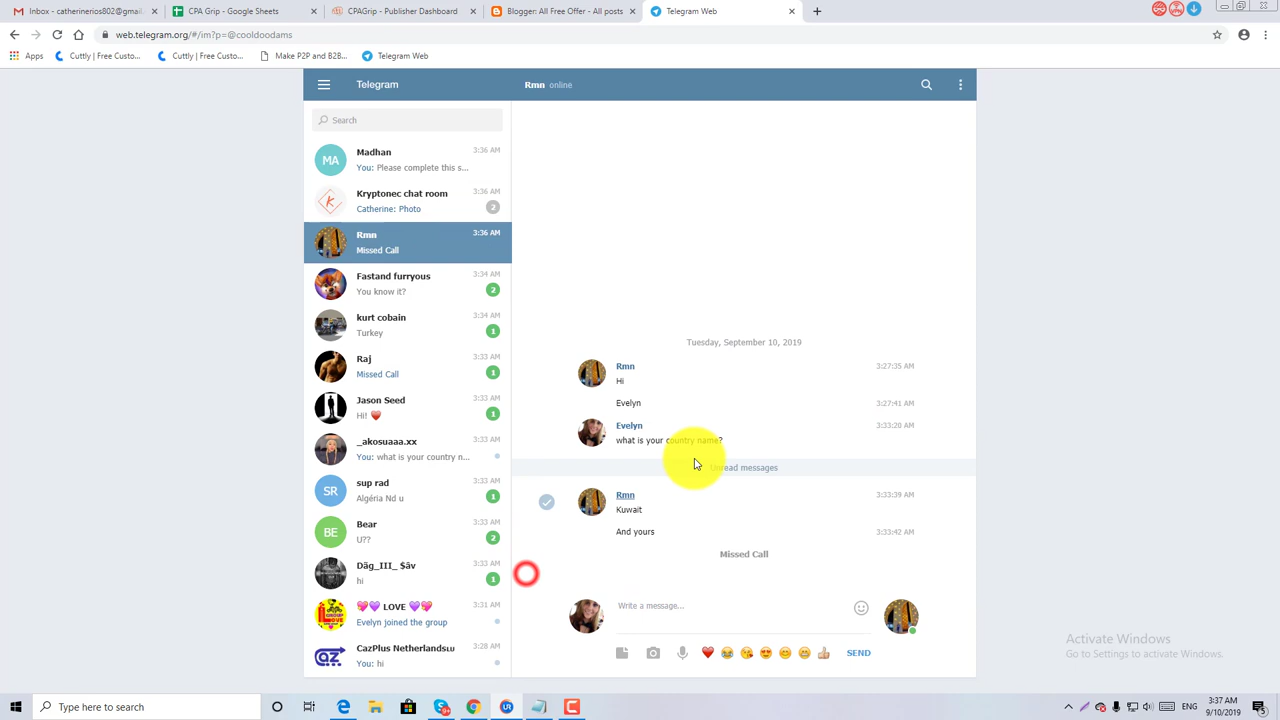 Inbox - catherinerios912@gmail.
CPAGrip - Google Sheets
CPAGrip - Publisher Dashboard
Blogger: All Free Offer - All posts
Telegram Web
web.telegram.org/#/im?p=@cooldoodams
Apps
Cuttly | Free Custo...
Cuttly | Free Custo...
Make P2P and B2B...
Telegram Web
Telegram
Rmn online
Search
Madhan 3:36 AM
You: Please complete this s...
Kryptonec chat room 3:36 AM
Catherine: Photo 2
Rmn 3:36 AM
Missed Call
Fastand furryous 3:34 AM
You know it? 2
kurt cobain 3:34 AM
Turkey 1
Raj 3:33 AM
Missed Call 1
Jason Seed 3:33 AM
Hi! ❤️ 1
_akosuaaa.xx 3:33 AM
You: what is your country n...
SR
sup rad 3:33 AM
Algéria Nd u 1
BE
Bear 3:33 AM
U?? 2
Däg_III_ $äv 3:33 AM
hi 1
💖💜 LOVE 💜💖 3:31 AM
Evelyn joined the group
CazPlus Netherlands 3:28 AM
You: hi
MA
Tuesday, September 10, 2019
Rmn 3:27:35 AM
Hi
Evelyn 3:27:41 AM
Evelyn 3:33:20 AM
what is your country name?
Unread messages
Rmn 3:33:39 AM
Kuwait
And yours 3:33:42 AM
Missed Call
Write a message...
SEND
Activate Windows
Go to Settings to activate Windows.
Type here to search
ENG
3:37 AM
9/10/2019